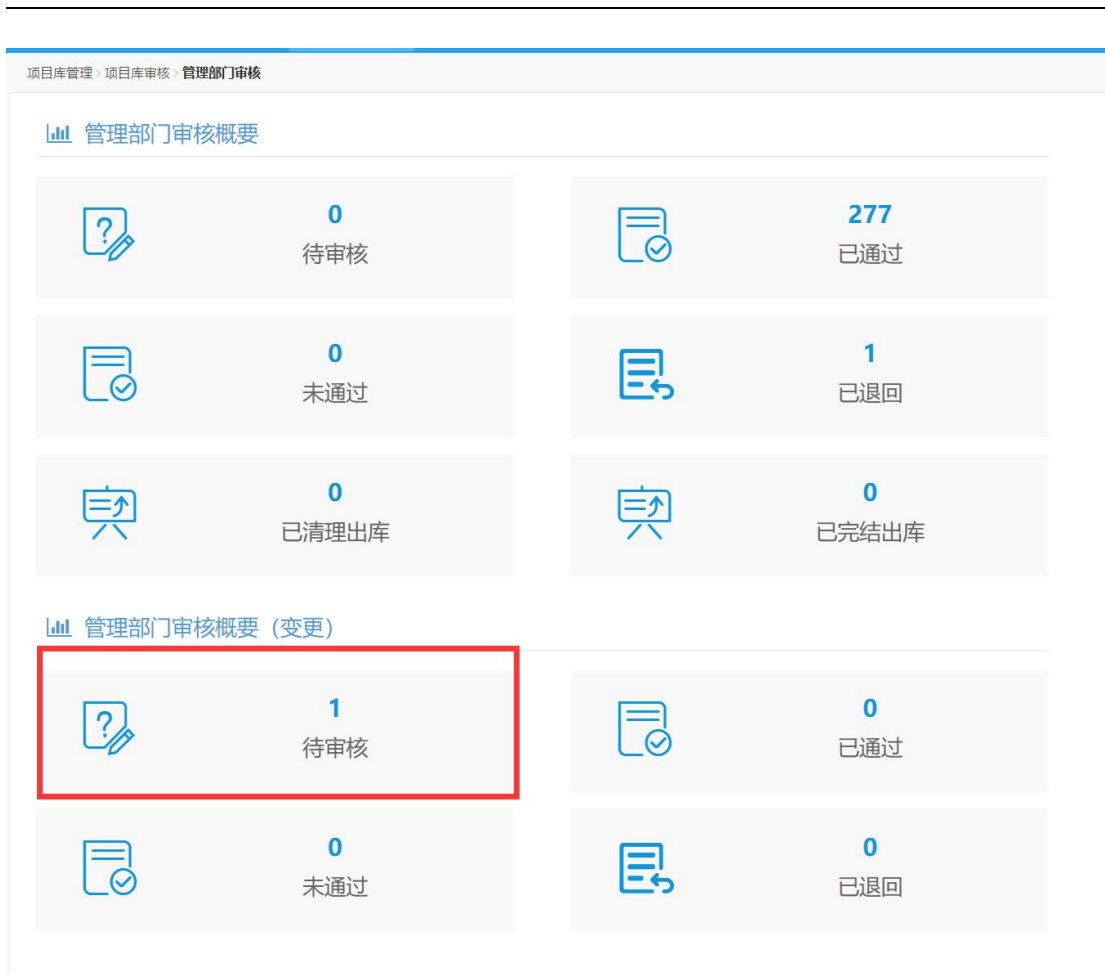 项目库管理 > 项目库审核 > 管理部门审核
管理部门审核概要
0
待审核
277
已通过
0
未通过
1
已退回
0
已清理出库
0
已完结出库
管理部门审核概要（变更）
1
待审核
0
已通过
0
未通过
0
已退回